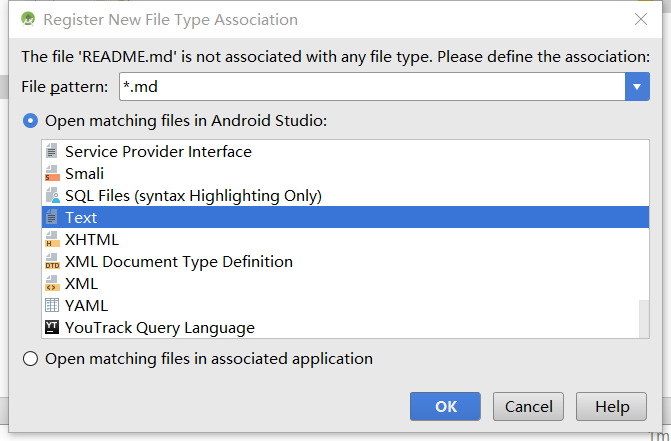 Register New File Type Association
The file 'README.md' is not associated with any file type. Please define the association:
File pattern: *.md
Open matching files in Android Studio:
Service Provider Interface
Smali
SQL Files (syntax Highlighting Only)
Text
XHTML
XML Document Type Definition
XML
YAML
YouTrack Query Language
Open matching files in associated application
OK Cancel Help